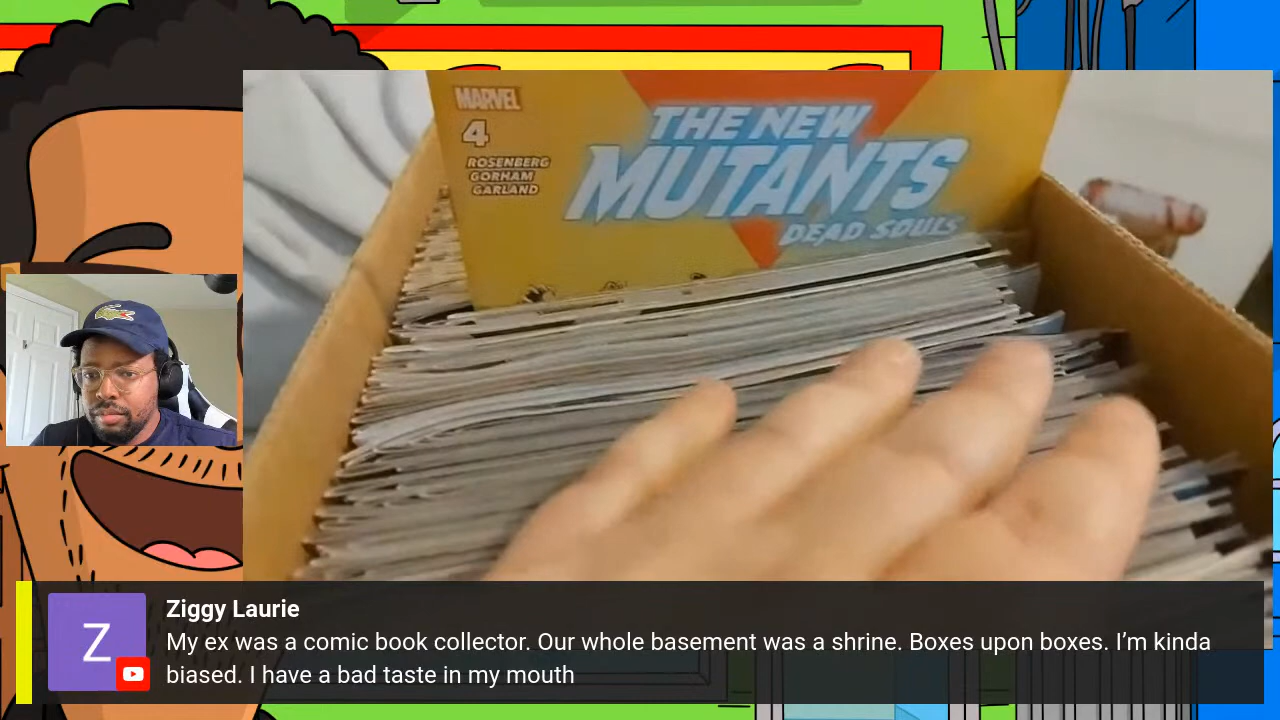 MARVEL
4
ROSENBERG
GORHAM
GARLAND
THE NEW
MUTANTS
DEAD SOULS
Z
Ziggy Laurie
My ex was a comic book collector. Our whole basement was a shrine. Boxes upon boxes. I’m kinda
biased. I have a bad taste in my mouth